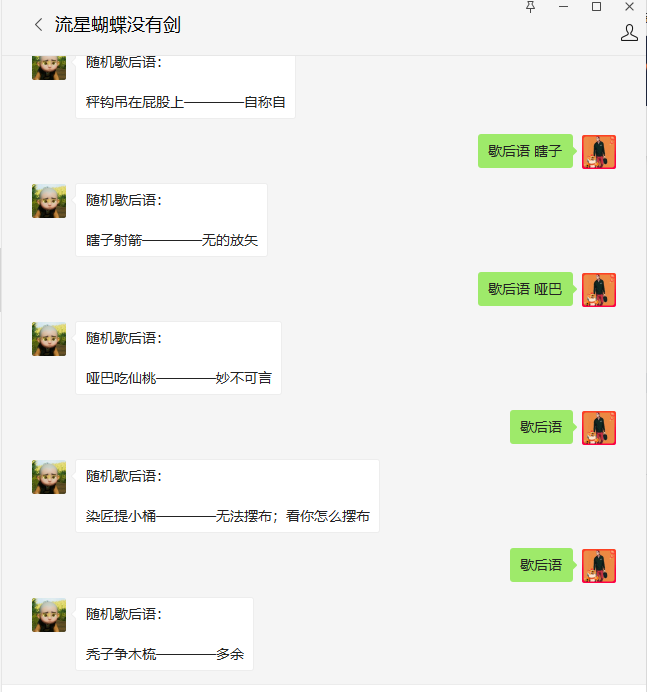 流星蝴蝶没有剑
随机歇后语：
秤钩吊在屁股上————自称自
歇后语 瞎子
随机歇后语：
瞎子射箭————无的放矢
歇后语 哑巴
随机歇后语：
哑巴吃仙桃————妙不可言
歇后语
随机歇后语：
染匠提小桶————无法摆布；看你怎么摆布
歇后语
随机歇后语：
秃子争木梳————多余